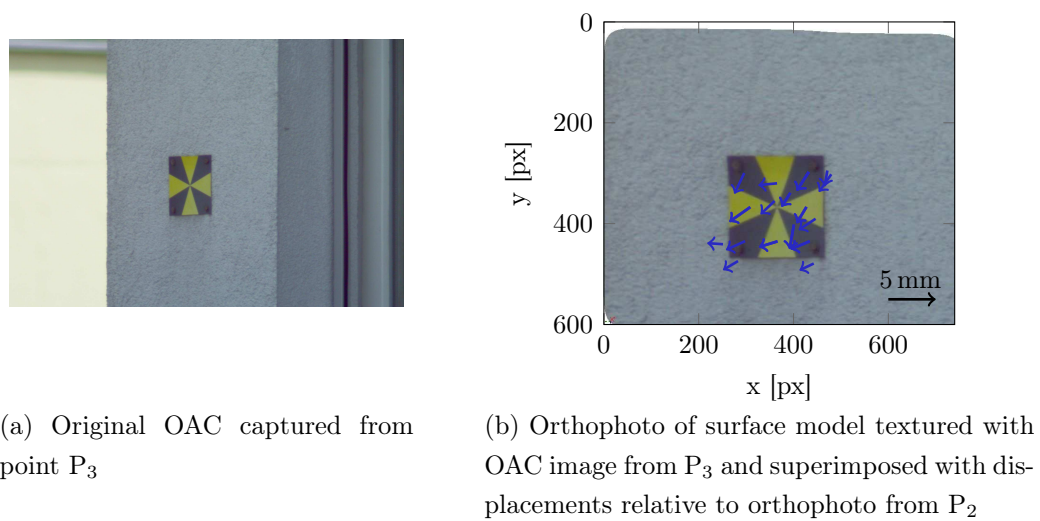 0
200
400
600
y [px]
5 mm
0
200
400
600
x [px]
(a) Original OAC captured from
point P₃
(b) Orthophoto of surface model textured with
OAC image from P₃ and superimposed with dis-
placements relative to orthophoto from P₂